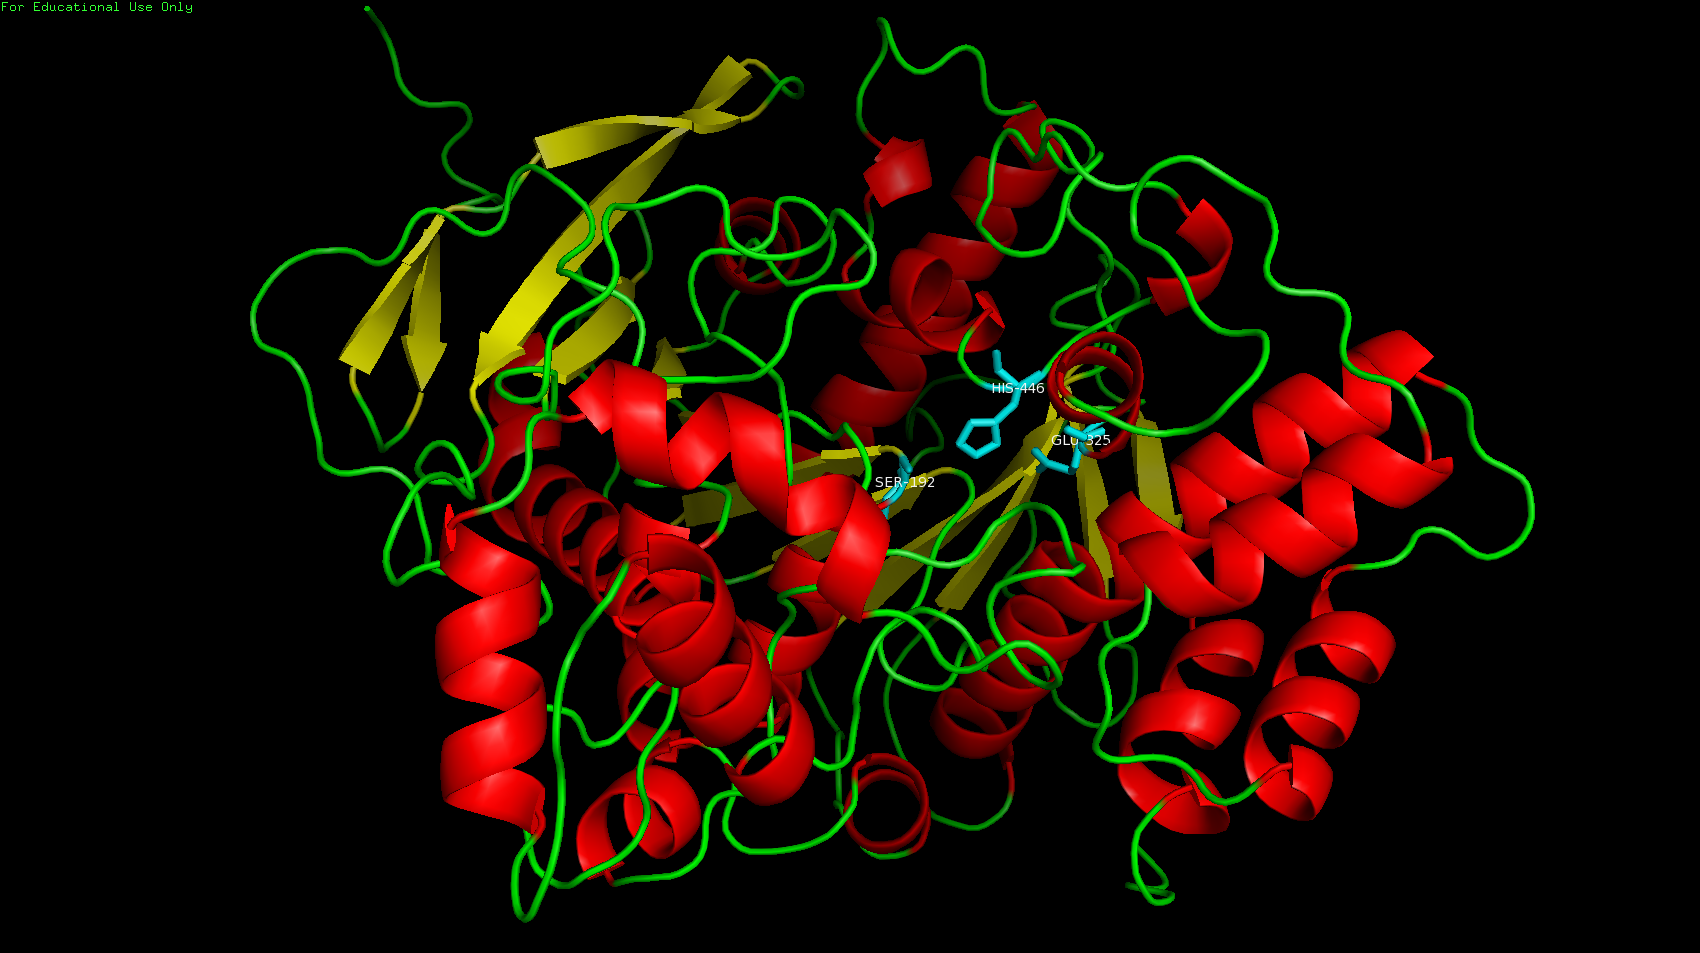 For Educational Use Only
HIS-446
GLU-325
SER-192